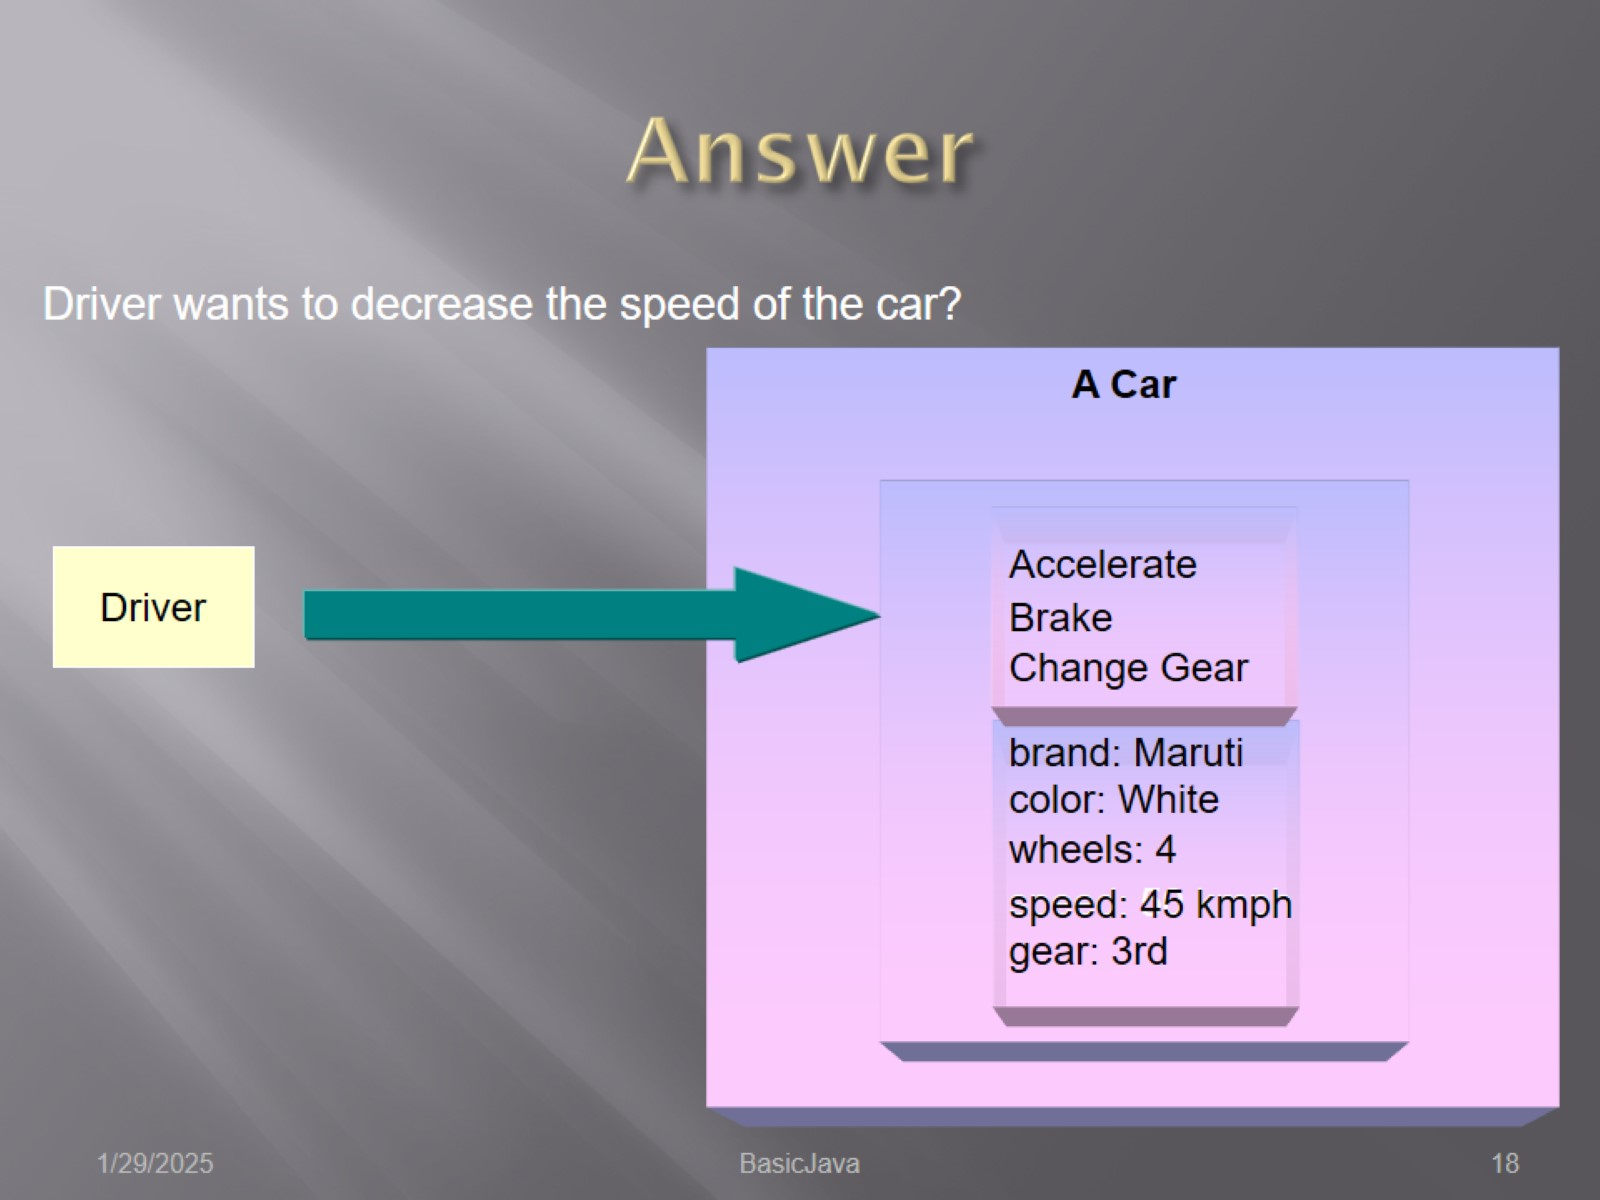 Answer
Driver wants to decrease the speed of the car?
A Car
Driver
Accelerate
Brake
Change Gear
brand: Maruti
color: White
wheels: 4
speed: 45 kmph
gear: 3rd
1/29/2025
BasicJava
18